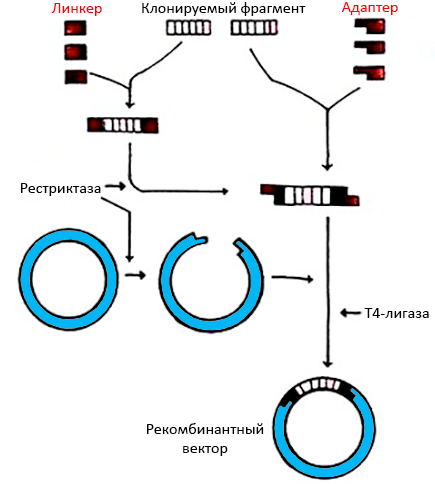 Линкер
Клонируемый фрагмент
Адаптер
Рестриктаза
Т4-лигаза
Рекомбинантный
вектор